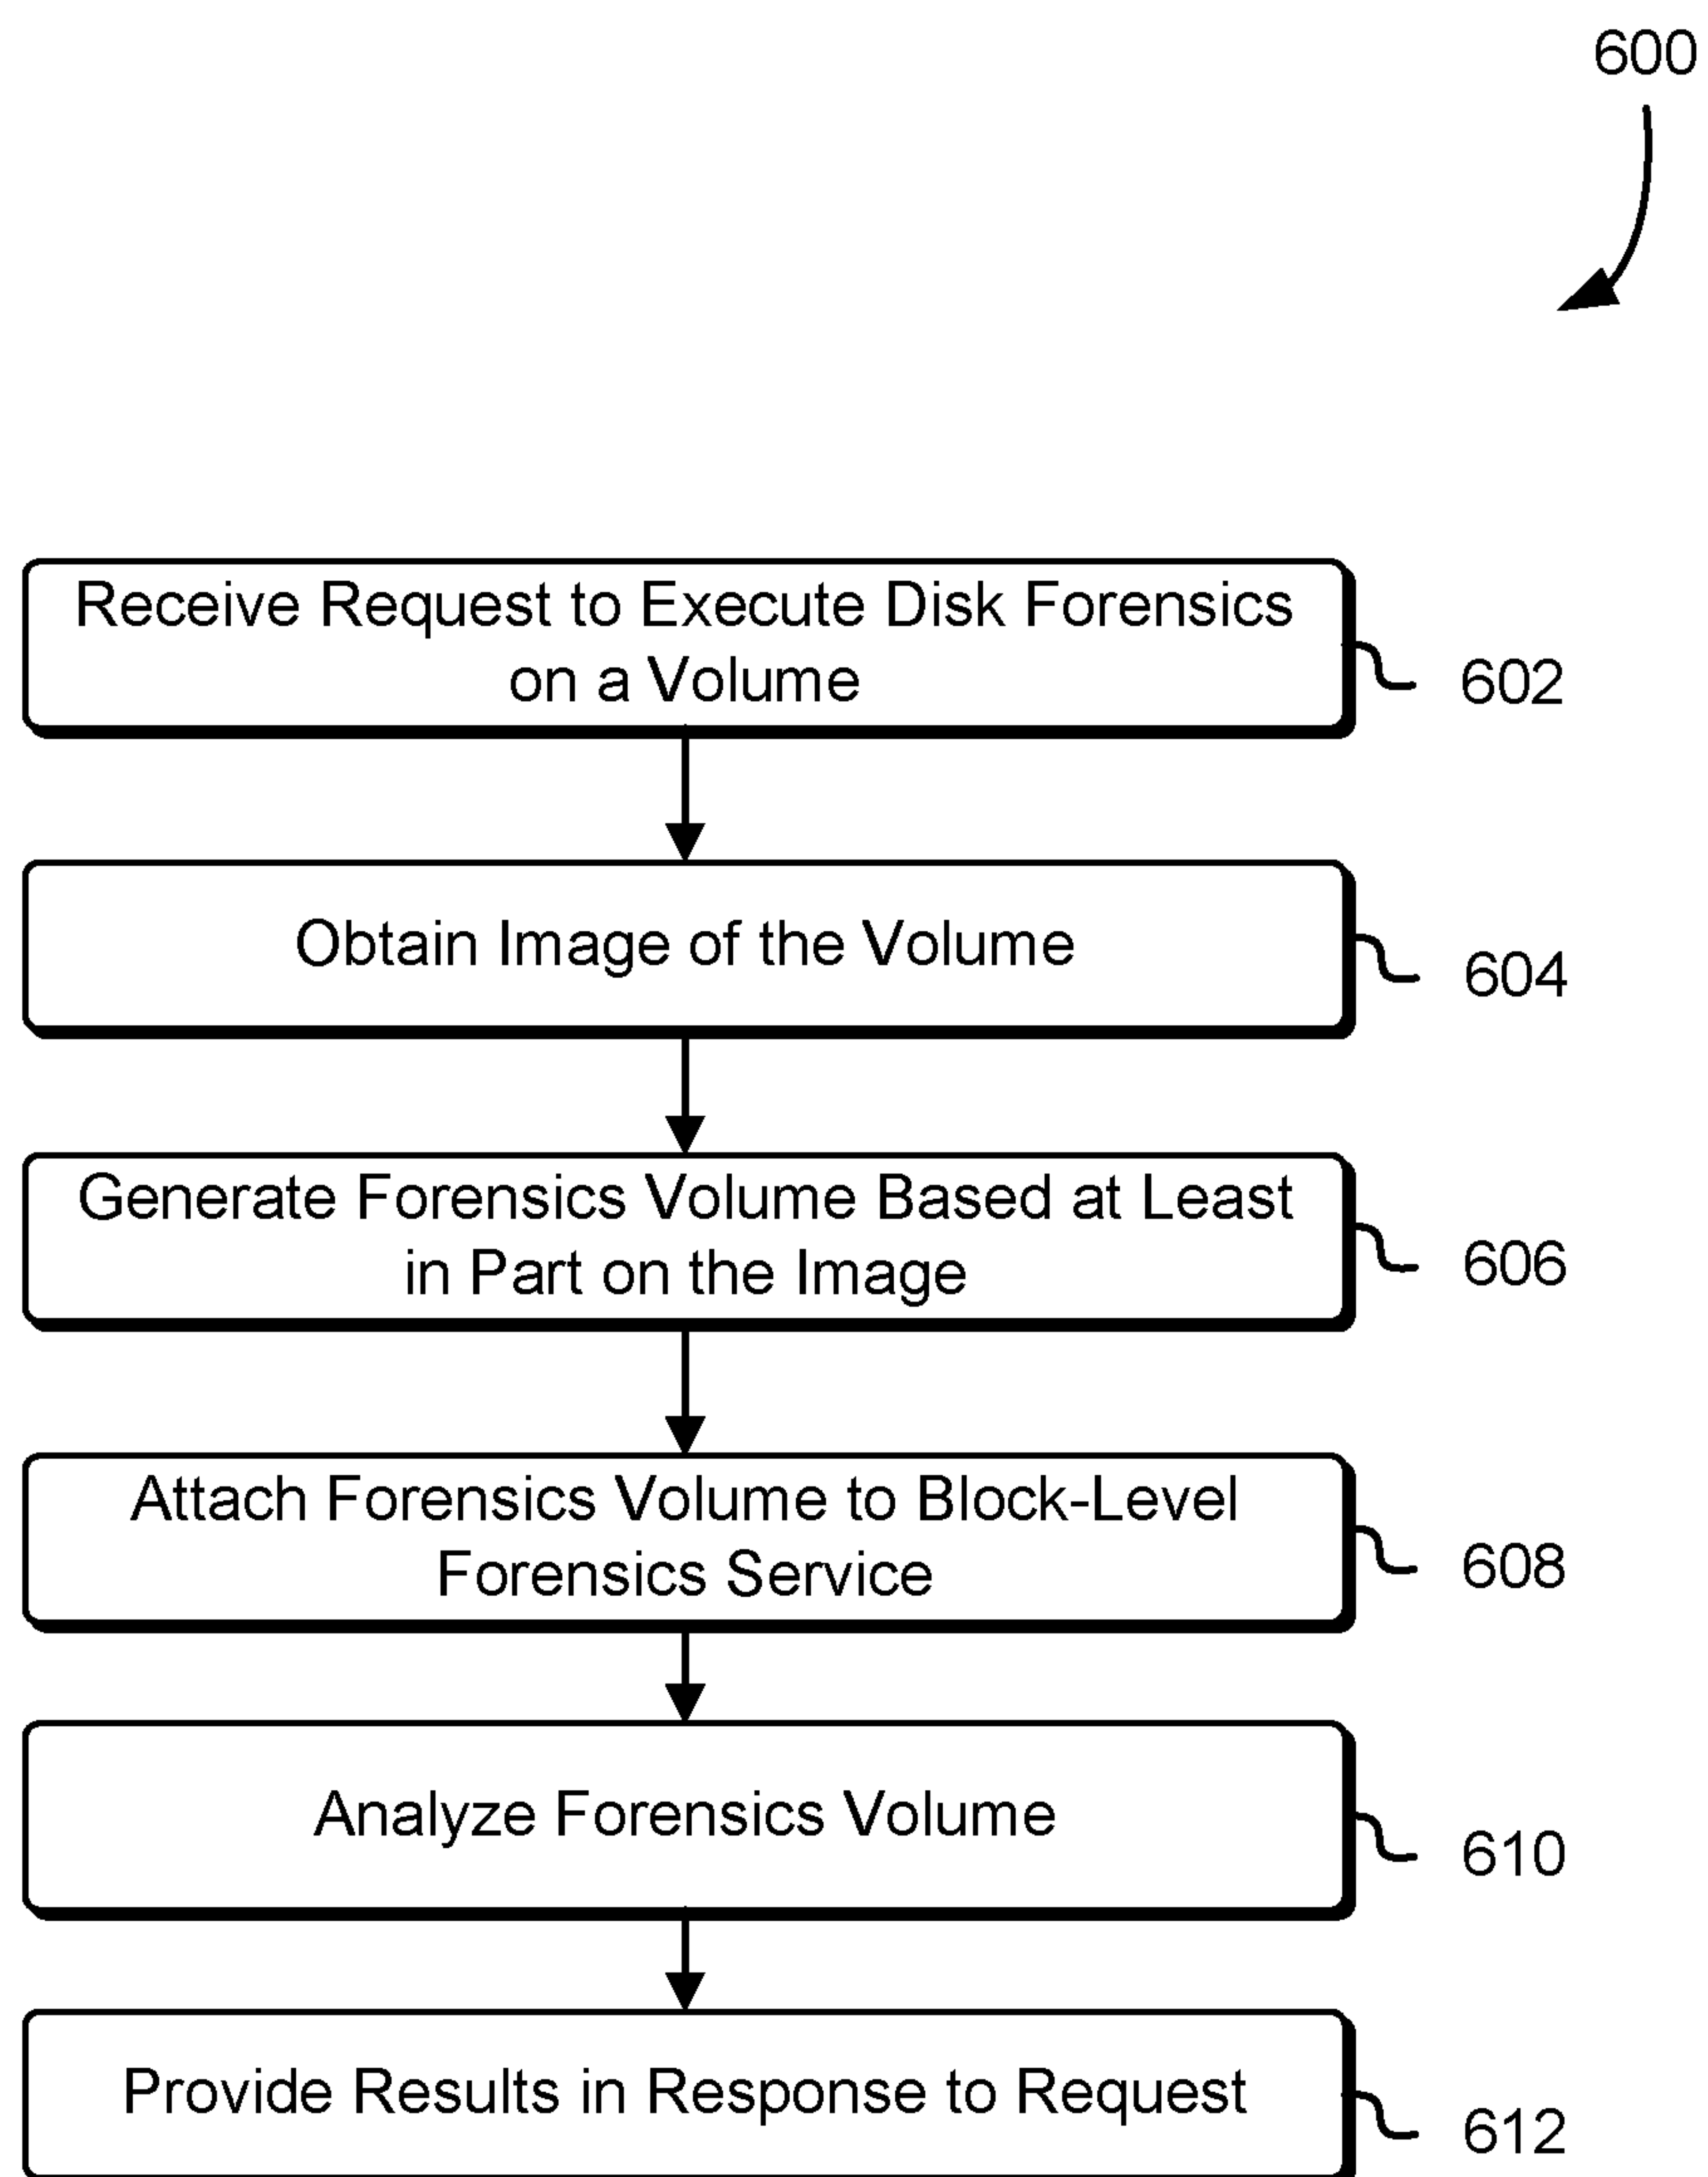 600
Receive Request to Execute Disk Forensics
on a Volume
602
Obtain Image of the Volume
604
Generate Forensics Volume Based at Least
in Part on the Image
606
Attach Forensics Volume to Block-Level
Forensics Service
608
Analyze Forensics Volume
610
Provide Results in Response to Request
612